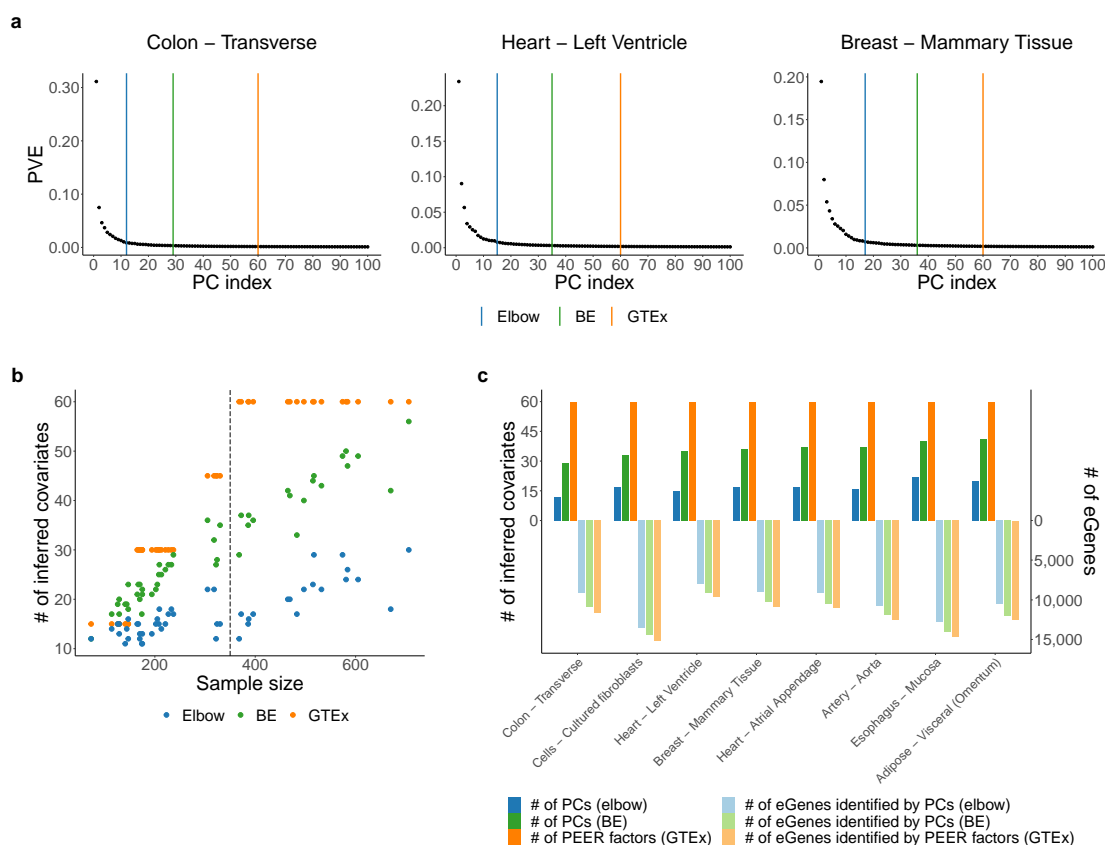 a
Colon – Transverse
Heart – Left Ventricle
Breast – Mammary Tissue
PVE
0.30
0.20
0.10
0.00
0 10 20 30 40 50 60 70 80 90 100
PC index
0.20
0.15
0.10
0.05
0.00
0 10 20 30 40 50 60 70 80 90 100
PC index
0.20
0.15
0.10
0.05
0.00
0 10 20 30 40 50 60 70 80 90 100
PC index
Elbow BE GTEx
b
# of inferred covariates
60
50
40
30
20
10
200 400 600
Sample size
Elbow BE GTEx
c
# of inferred covariates
60
45
30
15
0
# of eGenes
0
5,000
10,000
15,000
Colon – Transverse
Cells – Cultured fibroblasts
Heart – Left Ventricle
Breast – Mammary Tissue
Heart – Atrial Appendage
Artery – Aorta
Esophagus – Mucosa
Adipose – Visceral (Omentum)
# of PCs (elbow)
# of PCs (BE)
# of PEER factors (GTEx)
# of eGenes identified by PCs (elbow)
# of eGenes identified by PCs (BE)
# of eGenes identified by PEER factors (GTEx)